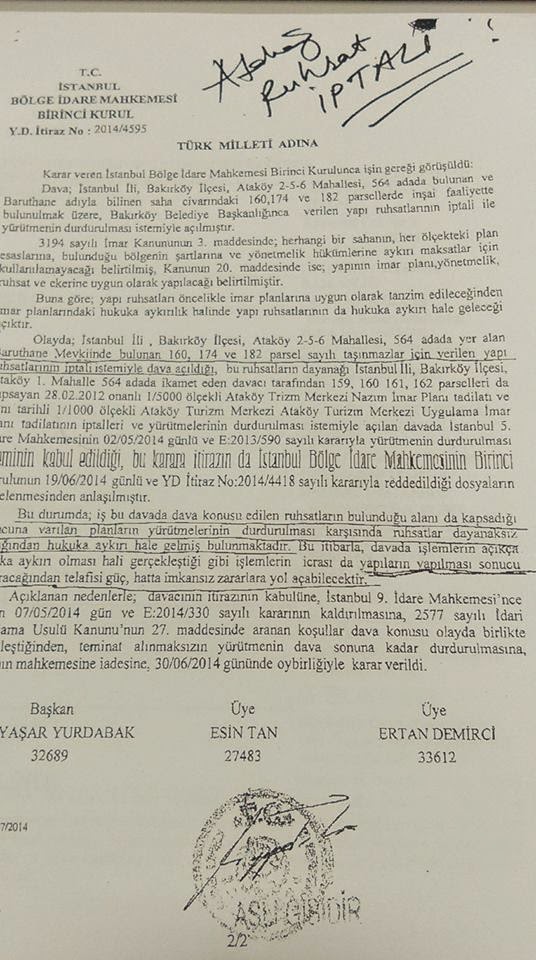 Ataköy
Ruhsat
İPTALİ !
T.C.
İSTANBUL
BÖLGE İDARE MAHKEMESİ
BİRİNCİ KURUL
Y.D. İtiraz No : 2014/4595
TÜRK MİLLETİ ADINA
Karar veren İstanbul Bölge İdare Mahkemesi Birinci Kurulunca işin gereği görüşüldü:
Dava; İstanbul İli, Bakırköy İlçesi, Ataköy 2-5-6 Mahallesi, 564 adada bulunan ve
Baruthane adıyla bilinen saha civarındaki 160,174 ve 182 parsellerde inşai faaliyette
bulunulmak üzere, Bakırköy Belediye Başkanlığınca verilen yapı ruhsatlarının iptali ile
yürütmenin durdurulması istemiyle açılmıştır.
3194 sayılı İmar Kanununun 3. maddesinde; herhangi bir sahanın, her ölçekteki plan
esaslarına, bulunduğu bölgenin şartlarına ve yönetmelik hükümlerine aykırı maksatlar için
kullanılamayacağı belirtilmiş, Kanunun 20. maddesinde ise; yapının imar planı,yönetmelik,
ruhsat ve ekerine uygun olarak yapılacağı belirtilmiştir.
Buna göre; yapı ruhsatları öncelikle imar planlarına uygun olarak tanzim edileceğinden
imar planlarındaki hukuka aykırılık halinde yapı ruhsatlarının da hukuka aykırı hale geleceği
açıktır.
Olayda; İstanbul İli , Bakırköy İlçesi, Ataköy 2-5-6 Mahallesi, 564 adada yer alan
Baruthane Mevkiinde bulunan 160, 174 ve 182 parsel sayılı taşınmazlar için verilen yapı
ruhsatlarının iptali istemiyle dava açıldığı, bu ruhsatların dayanağı İstanbul İli, Bakırköy İlçesi,
Ataköy 1. Mahalle 564 adada ikamet eden davacı tarafından 159, 160 161, 162 parselleri da
kapsayan 28.02.2012 onanlı 1/5000 ölçekli Ataköy Trizm Merkezi Nazım İmar Planı tadilatı ve
aynı tarihli 1/1000 ölçekli Ataköy Turizm Merkezi Ataköy Turizm Merkezi Uygulama İmar
Planı tadilatının iptalleri ve yürütmelerinin durdurulması istemiyle açılan davada İstanbul 5.
İdare Mahkemesinin 02/05/2014 günlü ve E:2013/590 sayılı kararıyla yürütmenin durdurulması
isteminin kabul edildiği, bu karara itirazın da İstanbul Bölge İdare Mahkemesinin Birinci
Kurulunun 19/06/2014 günlü ve YD İtiraz No:2014/4418 sayılı kararıyla reddedildiği dosyaların
incelenmesinden anlaşılmıştır.
Bu durumda; iş bu davada dava konusu edilen ruhsatların bulunduğu alanı da kapsadığı
sonucuna varılan planların yürütmelerinin durdurulması karşısında ruhsatlar dayanaksız
kaldığından hukuka aykırı hale gelmiş bulunmaktadır. Bu itibarla, davada işlemlerin açıkça
hukuka aykırı olması hali gerçekleştiği gibi işlemlerin icrası da yapıların yapılması sonucu
doğuracağından telafisi güç, hatta imkansız zararlara yol açabilecektir.
Açıklanan nedenlerle; davacının itirazının kabulüne, İstanbul 9. İdare Mahkemesi'nce
07/05/2014 gün ve E:2014/330 sayılı kararının kaldırılmasına, 2577 sayılı İdari
Yargılama Usulü Kanunu'nun 27. maddesinde aranan koşullar dava konusu olayda birlikte
gerçekleştiğinden, teminat alınmaksızın yürütmenin dava sonuna kadar durdurulmasına,
mahkemesine iadesine, 30/06/2014 gününde oybirliğiyle karar verildi.
Başkan Üye Üye
YAŞAR YURDABAK ESİN TAN ERTAN DEMİRCİ
32689 27483 33612
7/2014
T.C.
ASLI GİBİDİR
2/2